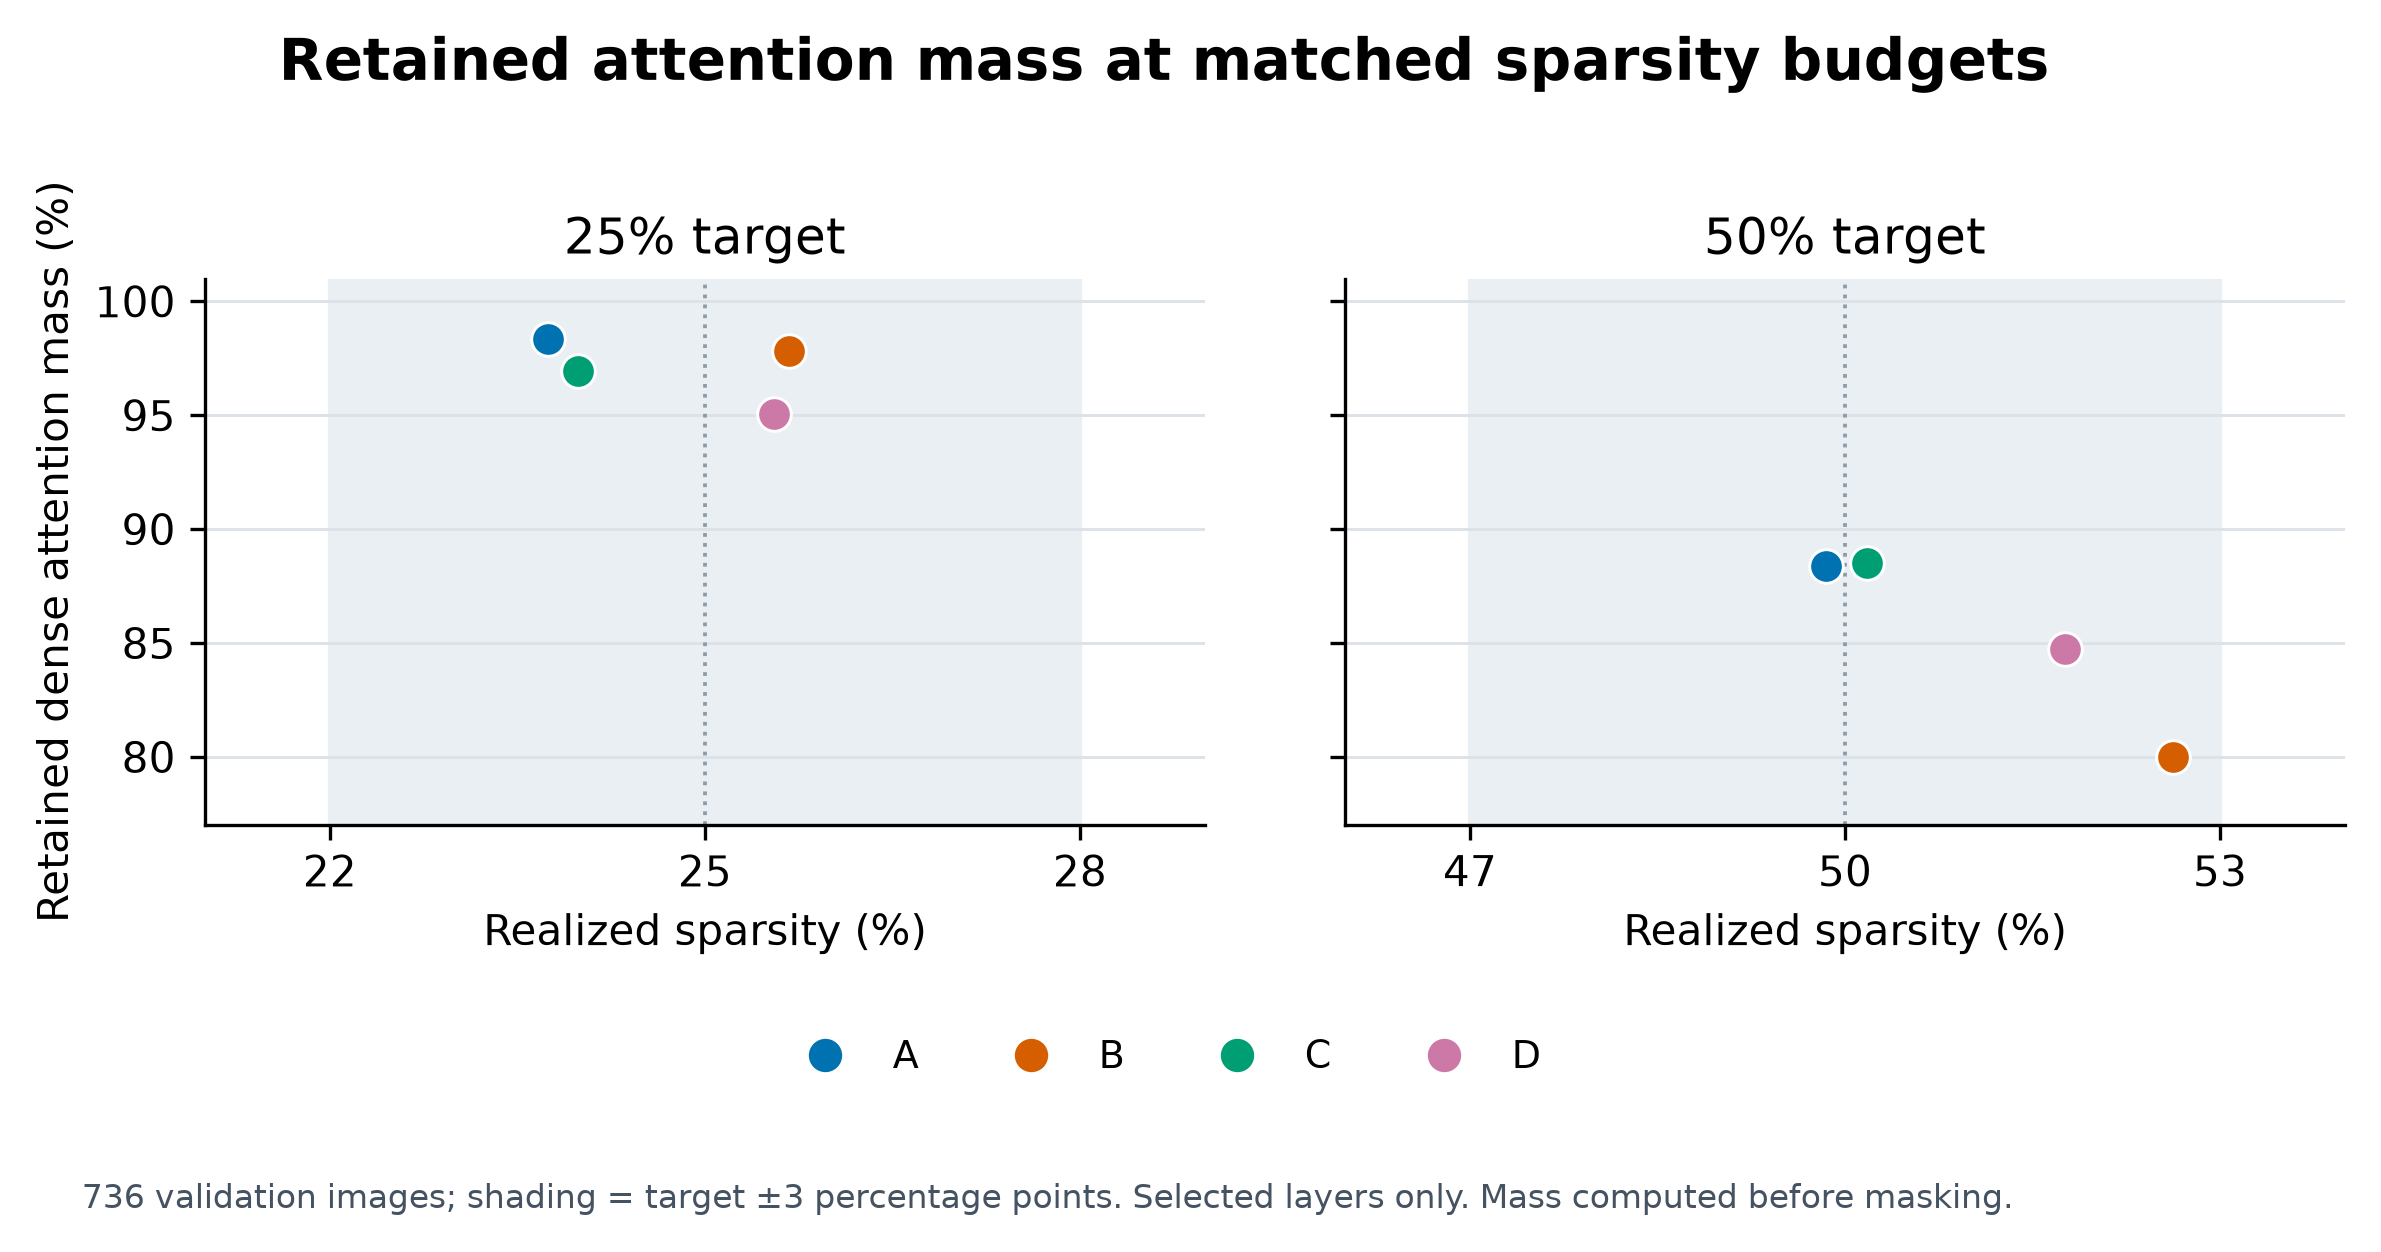 Retained attention mass at matched sparsity budgets
25% target
50% target
Retained dense attention mass (%)
100
95
90
85
80
22 25 28
47 50 53
Realized sparsity (%)
Realized sparsity (%)
A B C D
736 validation images; shading = target ±3 percentage points. Selected layers only. Mass computed before masking.